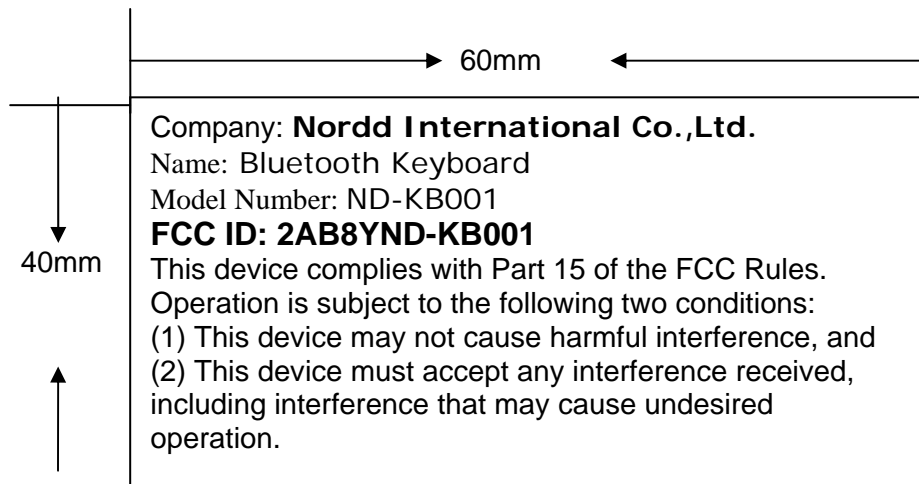 60mm
Company: Nordd International Co.,Ltd.
Name: Bluetooth Keyboard
Model Number: ND-KB001
FCC ID: 2AB8YND-KB001
40mm
This device complies with Part 15 of the FCC Rules.
Operation is subject to the following two conditions:
(1) This device may not cause harmful interference, and
(2) This device must accept any interference received,
including interference that may cause undesired
operation.